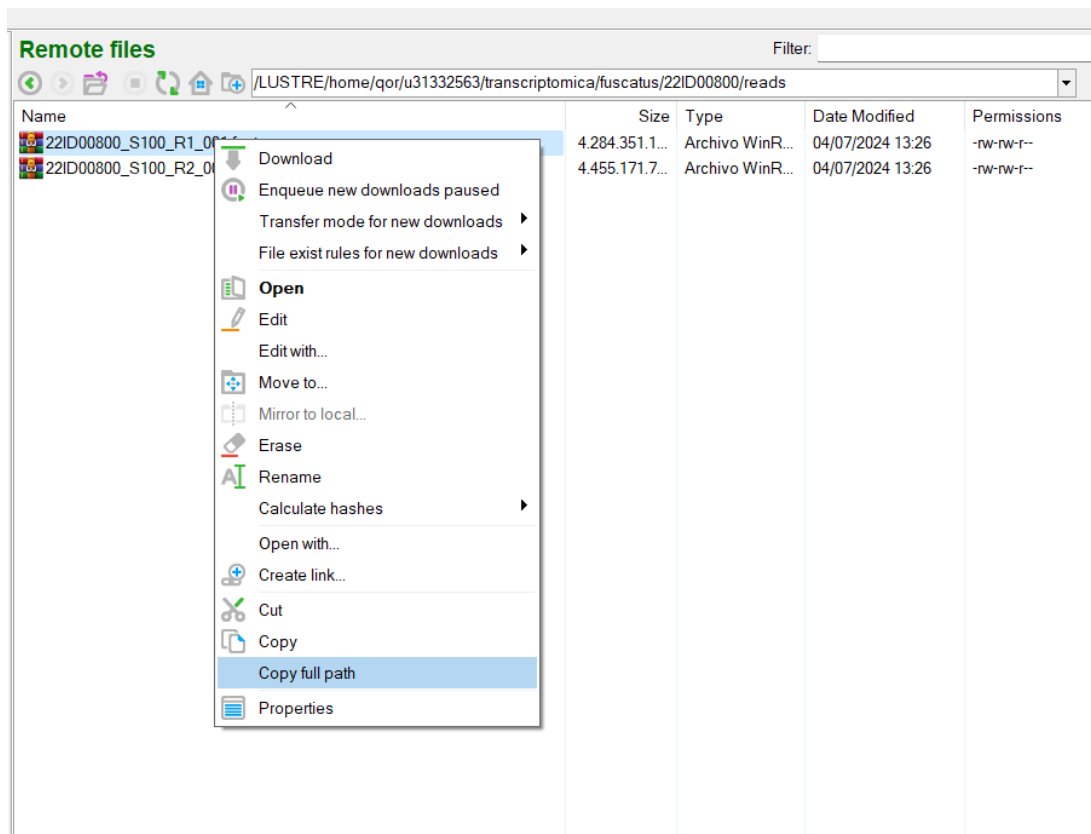 Remote files
Filter:
/LUSTRE/home/qor/u31332563/transcriptomica/fuscatus/22ID00800/reads
Name Size Type Date Modified Permissions
22ID00800_S100_R1_0 4.284.351.1... Archivo WinR... 04/07/2024 13:26 -rw-rw-r--
22ID00800_S100_R2_0 4.455.171.7... Archivo WinR... 04/07/2024 13:26 -rw-rw-r--
Download
Enqueue new downloads paused
Transfer mode for new downloads
File exist rules for new downloads
Open
Edit
Edit with...
Move to...
Mirror to local...
Erase
Rename
Calculate hashes
Open with...
Create link...
Cut
Copy
Copy full path
Properties